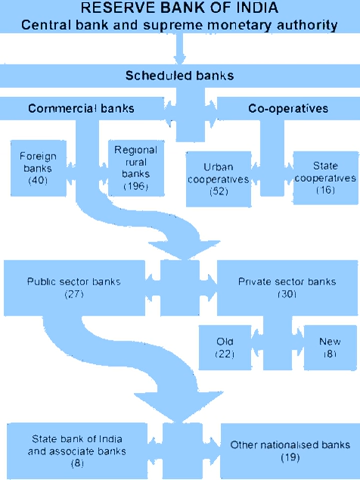 RESERVE BANK OF INDIA
Central bank and supreme monetary authority
Scheduled banks
Commercial banks
Co-operatives
Foreign
banks
(40)
Regional
rural
banks
(196)
Urban
cooperatives
(52)
State
cooperatives
(16)
Public sector banks
(27)
Private sector banks
(30)
Old
(22)
New
(8)
State bank of India
and associate banks
(8)
Other nationalised banks
(19)